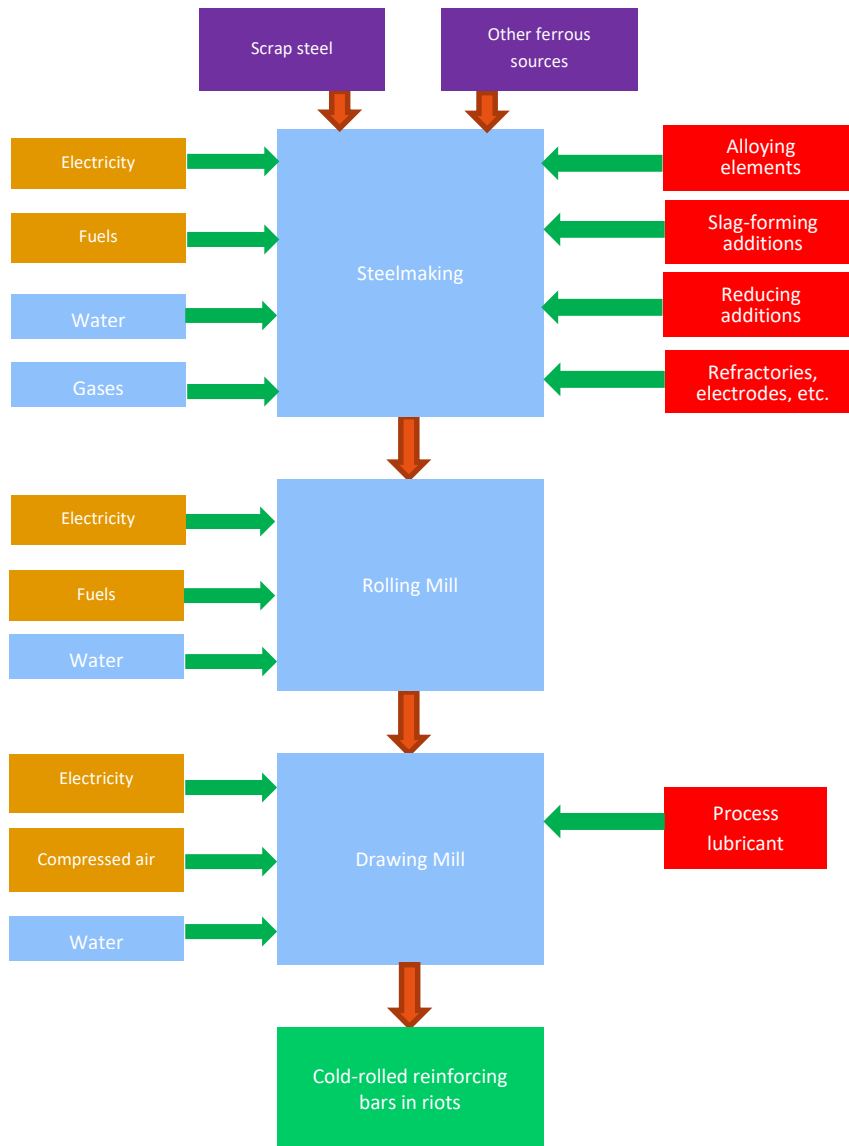 Scrap steel
Other ferrous
sources
Electricity
Fuels
Water
Gases
Steelmaking
Alloying
elements
Slag-forming
additions
Reducing
additions
Refractories,
electrodes, etc.
Electricity
Fuels
Water
Rolling Mill
Electricity
Compressed air
Water
Drawing Mill
Process
lubricant
Cold-rolled reinforcing
bars in riots